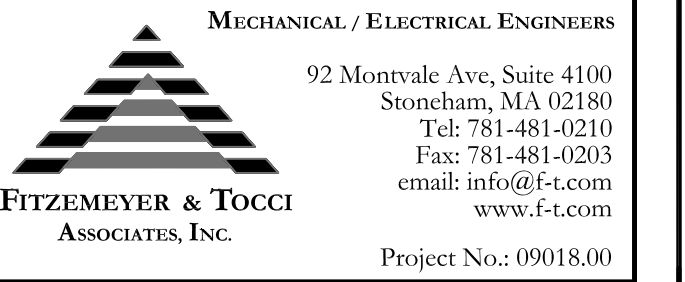 MECHANICAL / ELECTRICAL ENGINEERS
92 Montvale Ave, Suite 4100
Stoneham, MA 02180
Tel: 781-481-0210
Fax: 781-481-0203
email: info@f-t.com
www.f-t.com
FITZEMEYER & TOCCI
ASSOCIATES, INC.
Project No.: 09018.00